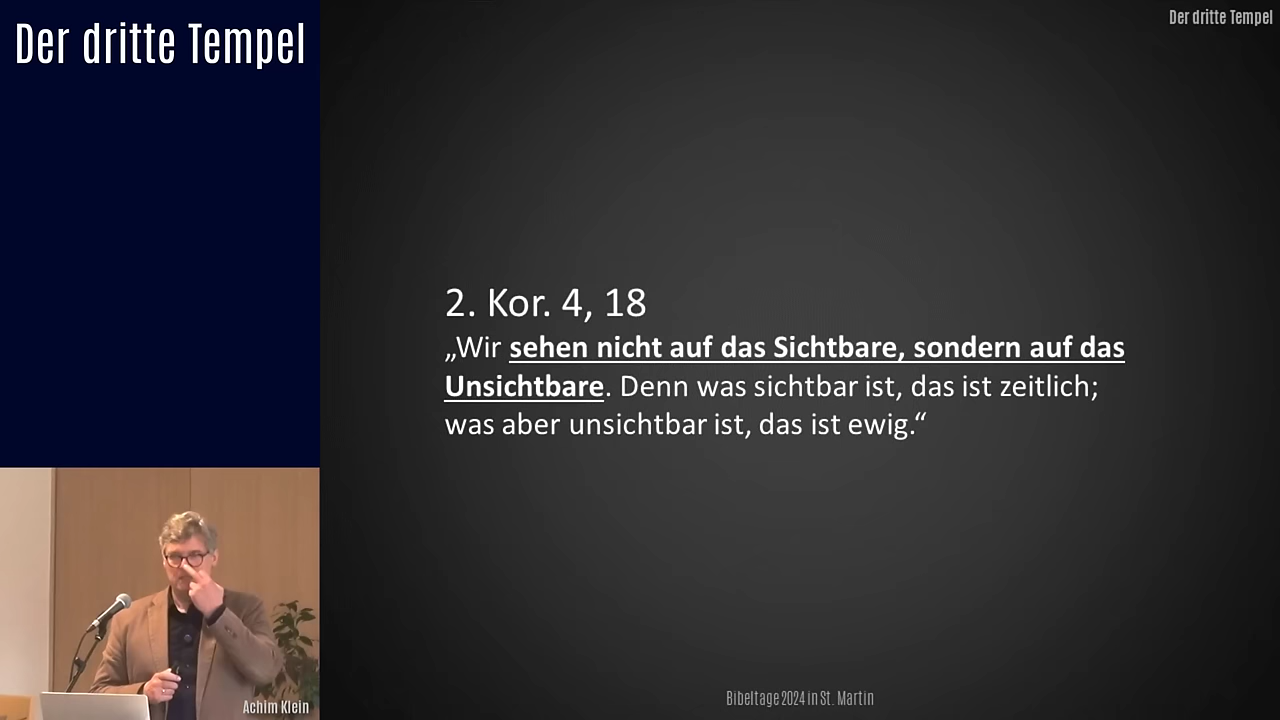 Der dritte Tempel
Der dritte Tempel
2. Kor. 4, 18
„Wir sehen nicht auf das Sichtbare, sondern auf das
Unsichtbare. Denn was sichtbar ist, das ist zeitlich;
was aber unsichtbar ist, das ist ewig.“
Achim Klein
Bibeltage 2024 in St. Martin